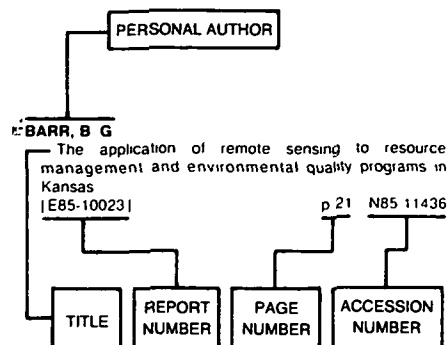 PERSONAL AUTHOR
BARR, B G
The application of remote sensing to resource
management and environmental quality programs in
Kansas
[E85-10023] p 21 N85 11436
TITLE
REPORT
NUMBER
PAGE
NUMBER
ACCESSION
NUMBER